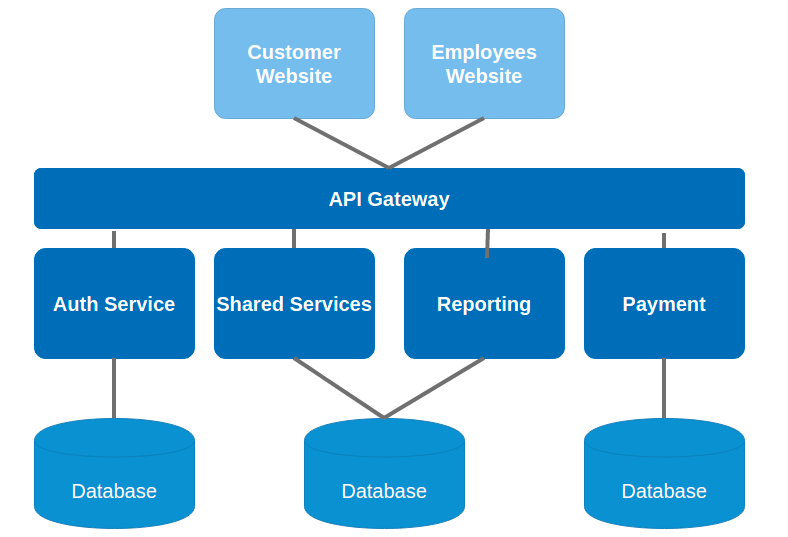 Customer
Website
Employees
Website
API Gateway
Auth Service
Shared Services
Reporting
Payment
Database
Database
Database